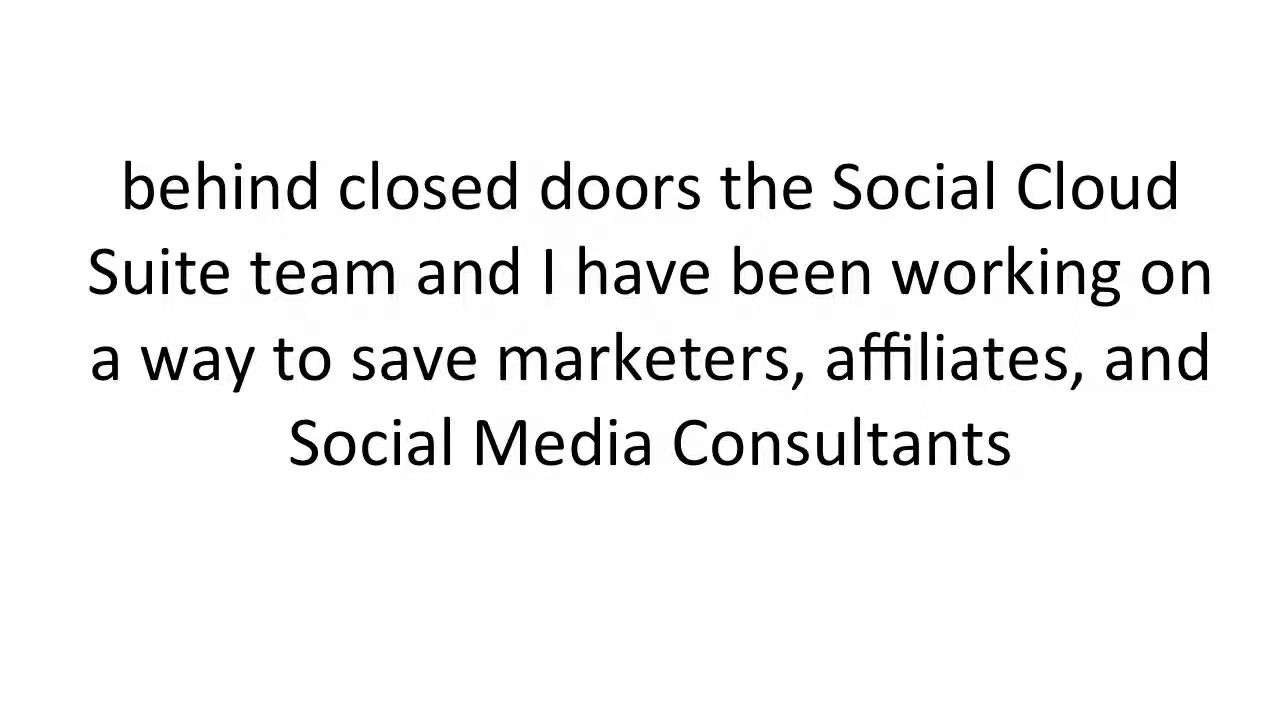 behind closed doors the Social Cloud
Suite team and I have been working on
a way to save marketers, affiliates, and
Social Media Consultants